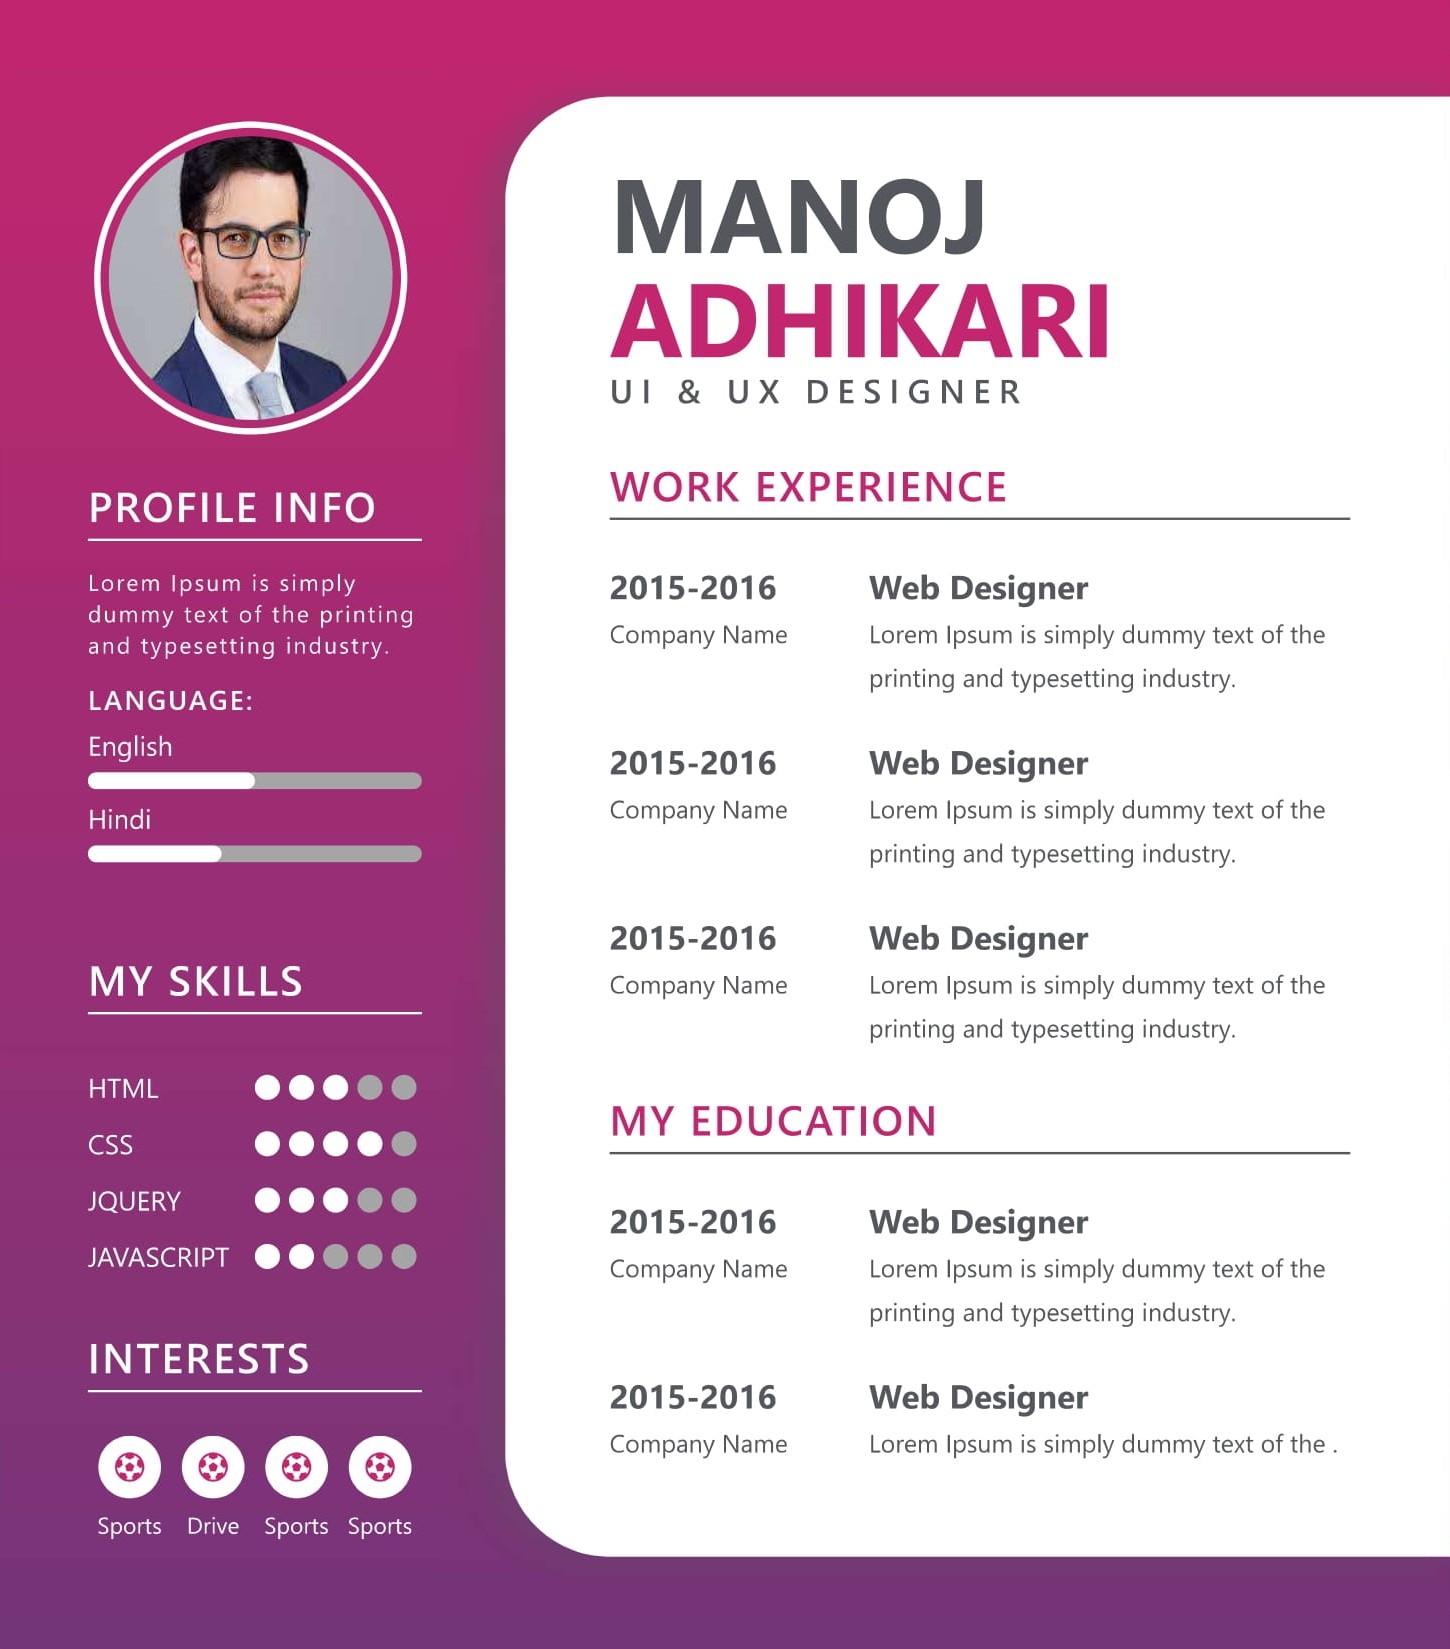 MANOJ
ADHIKARI
UI & UX DESIGNER
PROFILE INFO
Lorem Ipsum is simply
dummy text of the printing
and typesetting industry.
LANGUAGE:
English
Hindi
MY SKILLS
HTML
CSS
JQUERY
JAVASCRIPT
INTERESTS
Sports Drive Sports Sports
WORK EXPERIENCE
2015-2016 Web Designer
Company Name Lorem Ipsum is simply dummy text of the
printing and typesetting industry.
2015-2016 Web Designer
Company Name Lorem Ipsum is simply dummy text of the
printing and typesetting industry.
2015-2016 Web Designer
Company Name Lorem Ipsum is simply dummy text of the
printing and typesetting industry.
MY EDUCATION
2015-2016 Web Designer
Company Name Lorem Ipsum is simply dummy text of the
printing and typesetting industry.
2015-2016 Web Designer
Company Name Lorem Ipsum is simply dummy text of the .